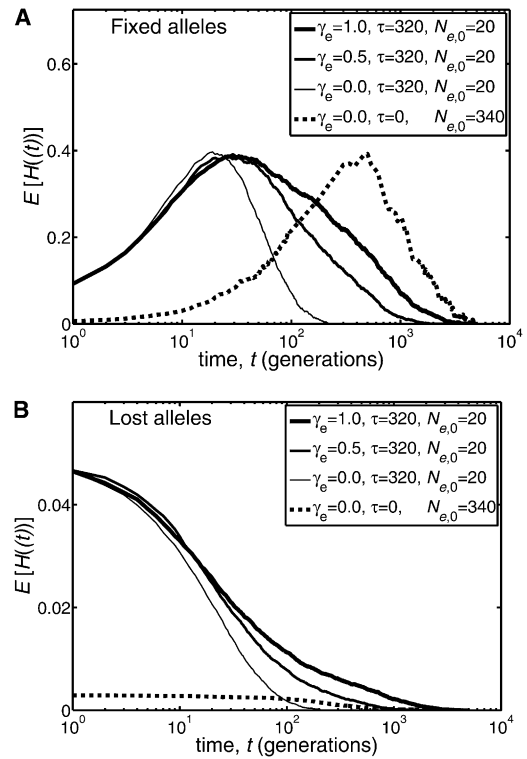 A
Fixed alleles
γe=1.0, τ=320, Ne,0=20
γe=0.5, τ=320, Ne,0=20
γe=0.0, τ=320, Ne,0=20
γe=0.0, τ=0, Ne,0=340
E [H((t))]
0.6
0.4
0.2
0
10^0 10^1 10^2 10^3 10^4
time, t (generations)
B
Lost alleles
γe=1.0, τ=320, Ne,0=20
γe=0.5, τ=320, Ne,0=20
γe=0.0, τ=320, Ne,0=20
γe=0.0, τ=0, Ne,0=340
E [H((t))]
0.04
0.02
0
10^0 10^1 10^2 10^3 10^4
time, t (generations)